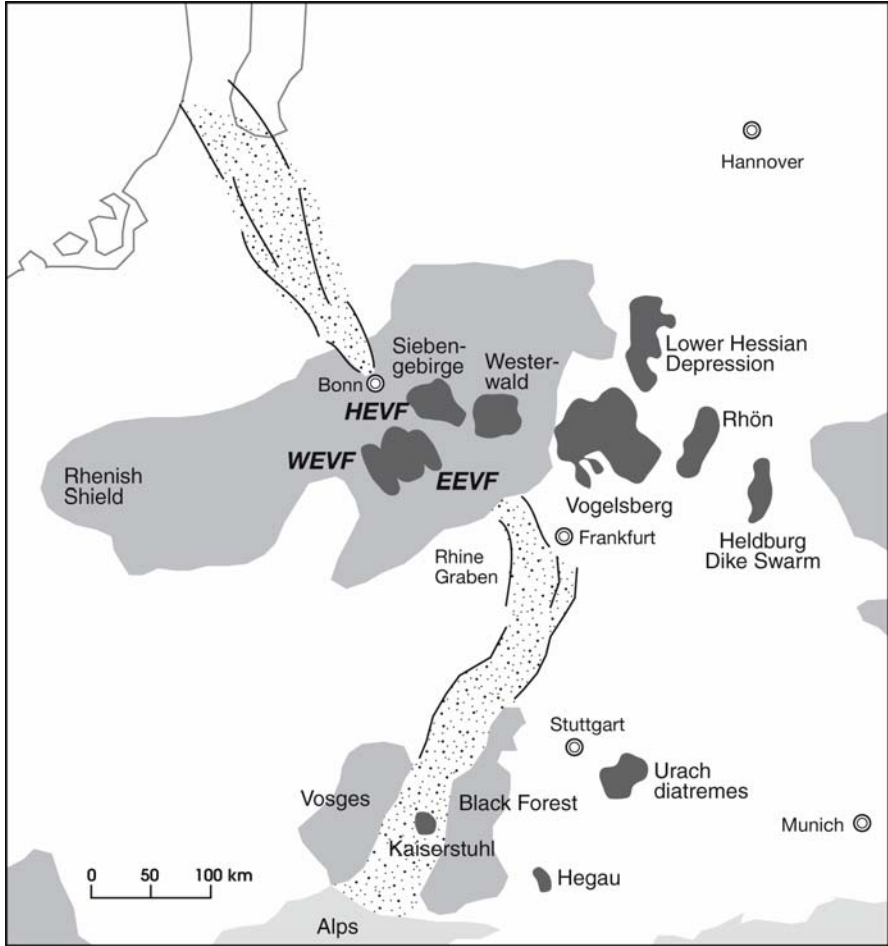 Hannover
Sieben-
gebirge
Wester-
wald
Lower Hessian
Depression
Bonn
HEVF
Rhön
WEVF
EEVF
Rhenish
Shield
Vogelsberg
Frankfurt
Heldburg
Dike Swarm
Rhine
Graben
Stuttgart
Urach
diatremes
Vosges
Black Forest
Munich
Kaiserstuhl
0 50 100 km
Hegau
Alps